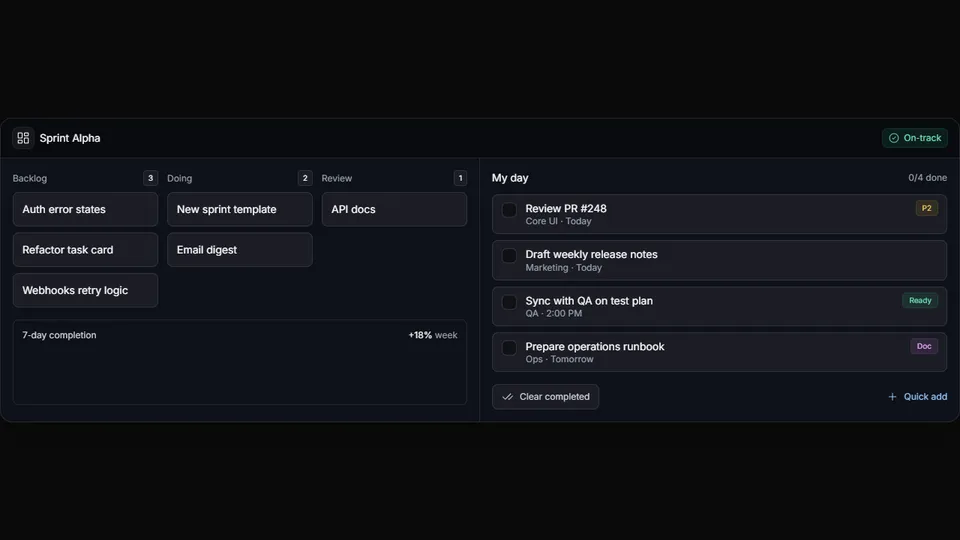 Sprint Alpha
On-track
Backlog
3
Doing
2
Review
1
Auth error states
New sprint template
API docs
Refactor task card
Email digest
Webhooks retry logic
7-day completion
+18% week
My day
0/4 done
Review PR #248
P2
Core UI · Today
Draft weekly release notes
Marketing · Today
Sync with QA on test plan
Ready
QA · 2:00 PM
Prepare operations runbook
Doc
Ops · Tomorrow
Clear completed
Quick add